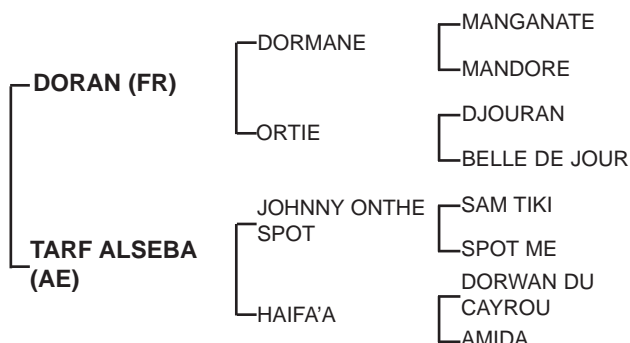 DORAN (FR)
TARF ALSEBA
(AE)
DORMANE
ORTIE
JOHNNY ONTHE
SPOT
HAIFA'A
MANGANATE
MANDORE
DJOURAN
BELLE DE JOUR
SAM TIKI
SPOT ME
DORWAN DU
CAYROU
AMIDA